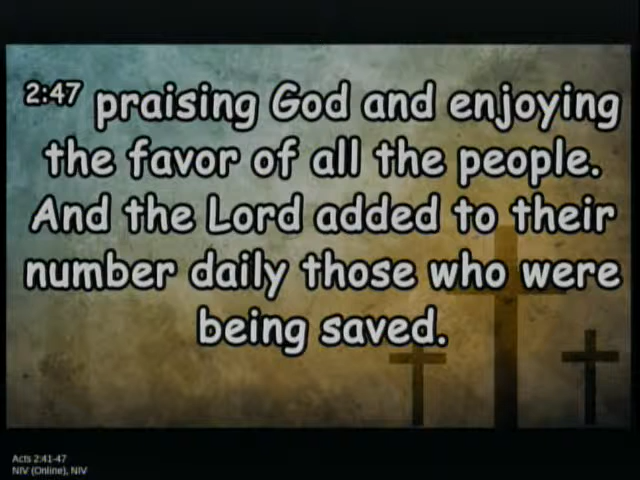 2:47 praising God and enjoying
the favor of all the people.
And the Lord added to their
number daily those who were
being saved.
Acts 2:41-47
NIV (Online), NIV